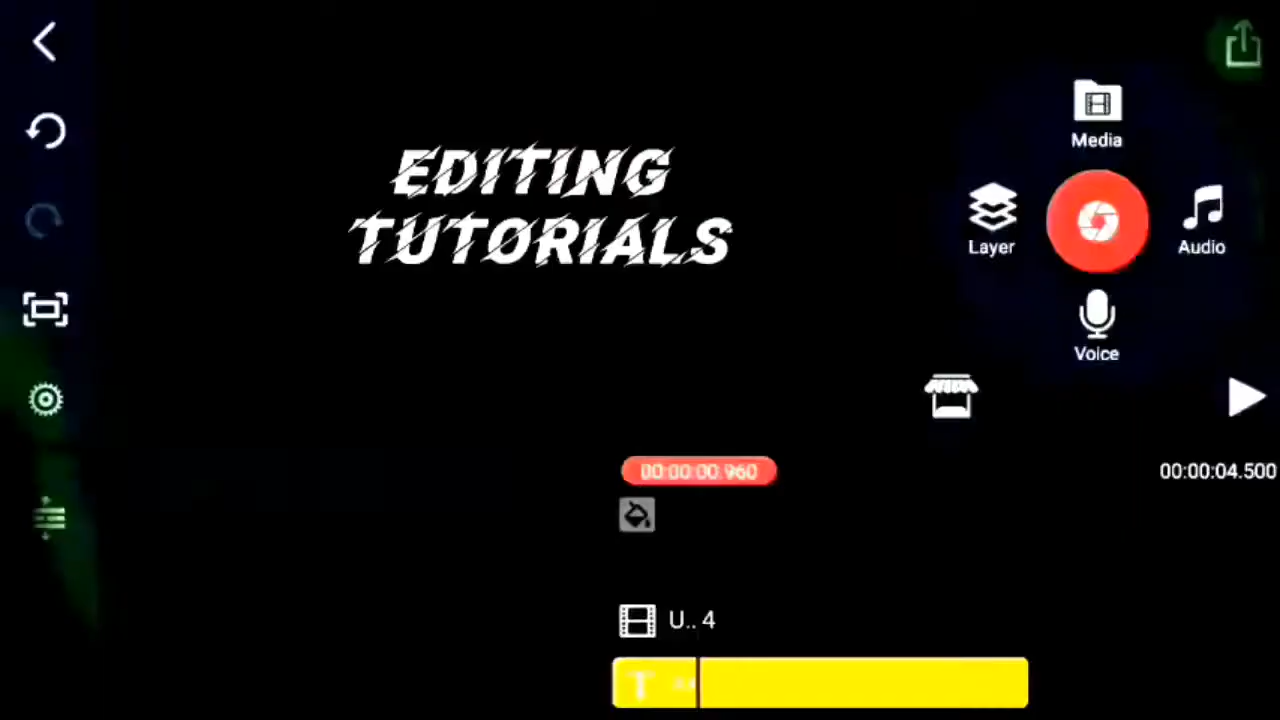 EDITING
TUTORIALS
Media
Layer
Audio
Voice
00:00:00.960
00:00:04.500
U.. 4
T